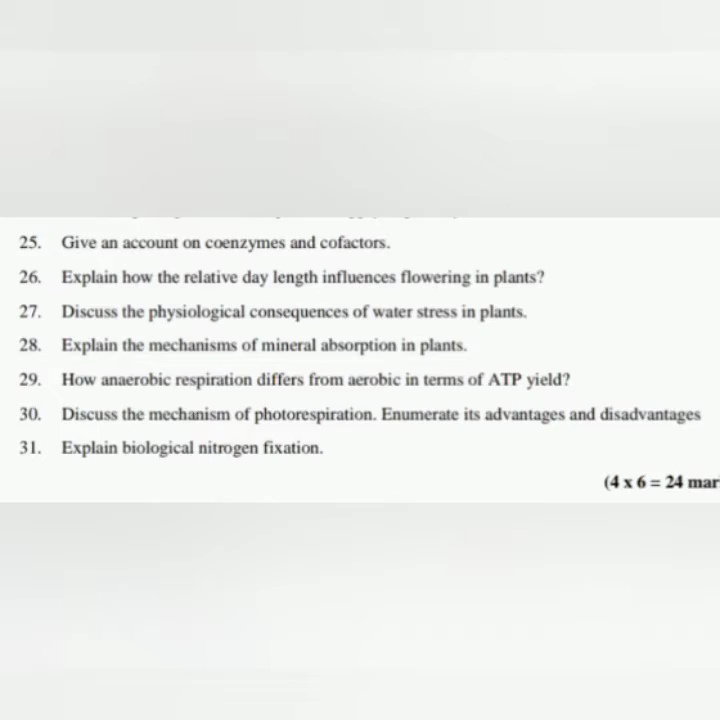 25. Give an account on coenzymes and cofactors.
26. Explain how the relative day length influences flowering in plants?
27. Discuss the physiological consequences of water stress in plants.
28. Explain the mechanisms of mineral absorption in plants.
29. How anaerobic respiration differs from aerobic in terms of ATP yield?
30. Discuss the mechanism of photorespiration. Enumerate its advantages and disadvantages
31. Explain biological nitrogen fixation.
(4 x 6 = 24 mar